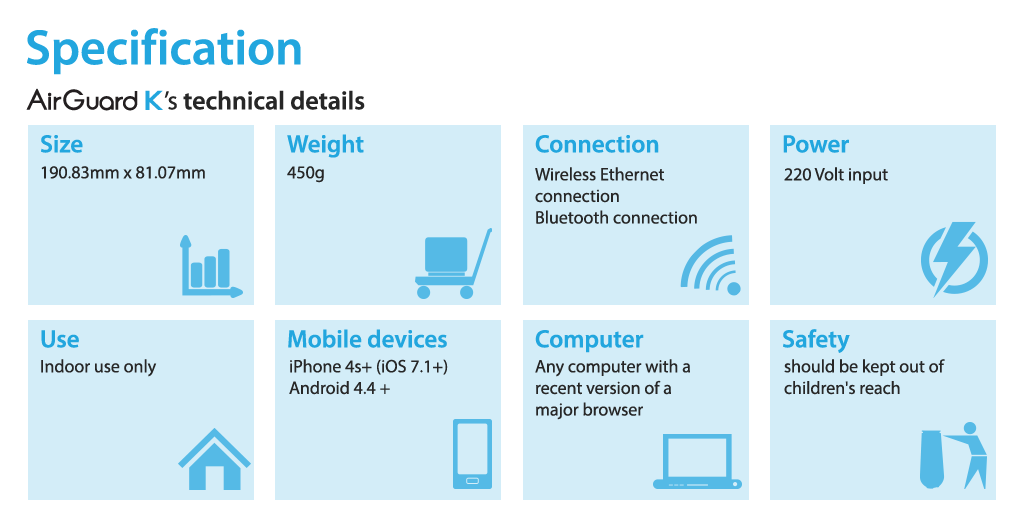 Specification
AirGuard K's technical details
Size
190.83mm x 81.07mm
Weight
450g
Connection
Wireless Ethernet
connection
Bluetooth connection
Power
220 Volt input
Use
Indoor use only
Mobile devices
iPhone 4s+ (iOS 7.1+)
Android 4.4 +
Computer
Any computer with a
recent version of a
major browser
Safety
should be kept out of
children's reach